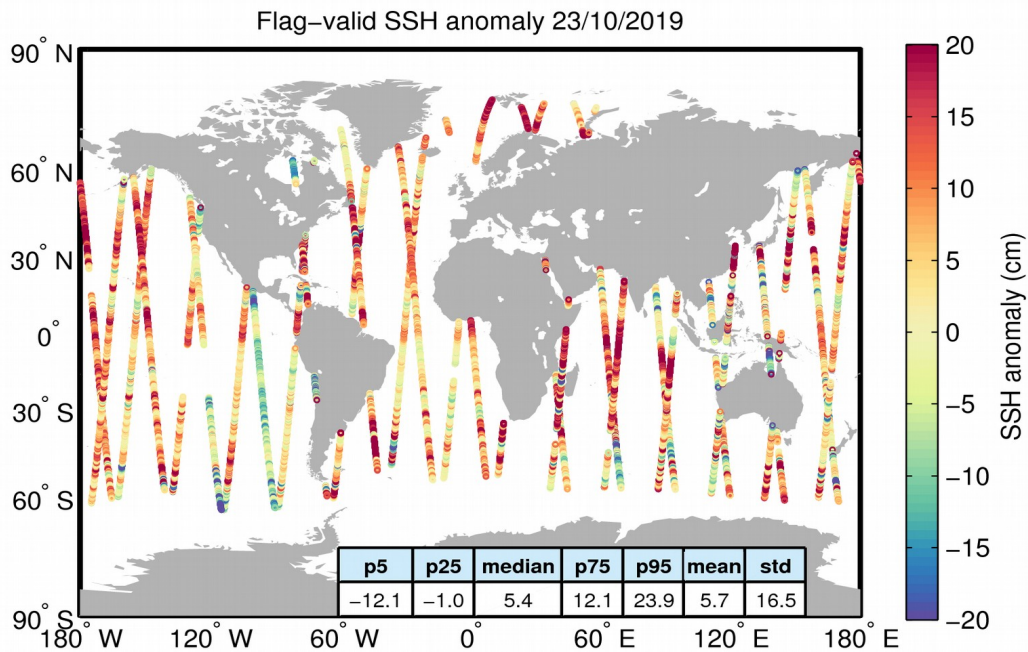 Flag−valid SSH anomaly 23/10/2019
90° N
60° N
30° N
0°
30° S
60° S
90° S
180° W
120° W
60° W
0°
60° E
120° E
180° E
p5 p25 median p75 p95 mean std
−12.1 −1.0 5.4 12.1 23.9 5.7 16.5
20
15
10
5
0
−5
−10
−15
−20
SSH anomaly (cm)